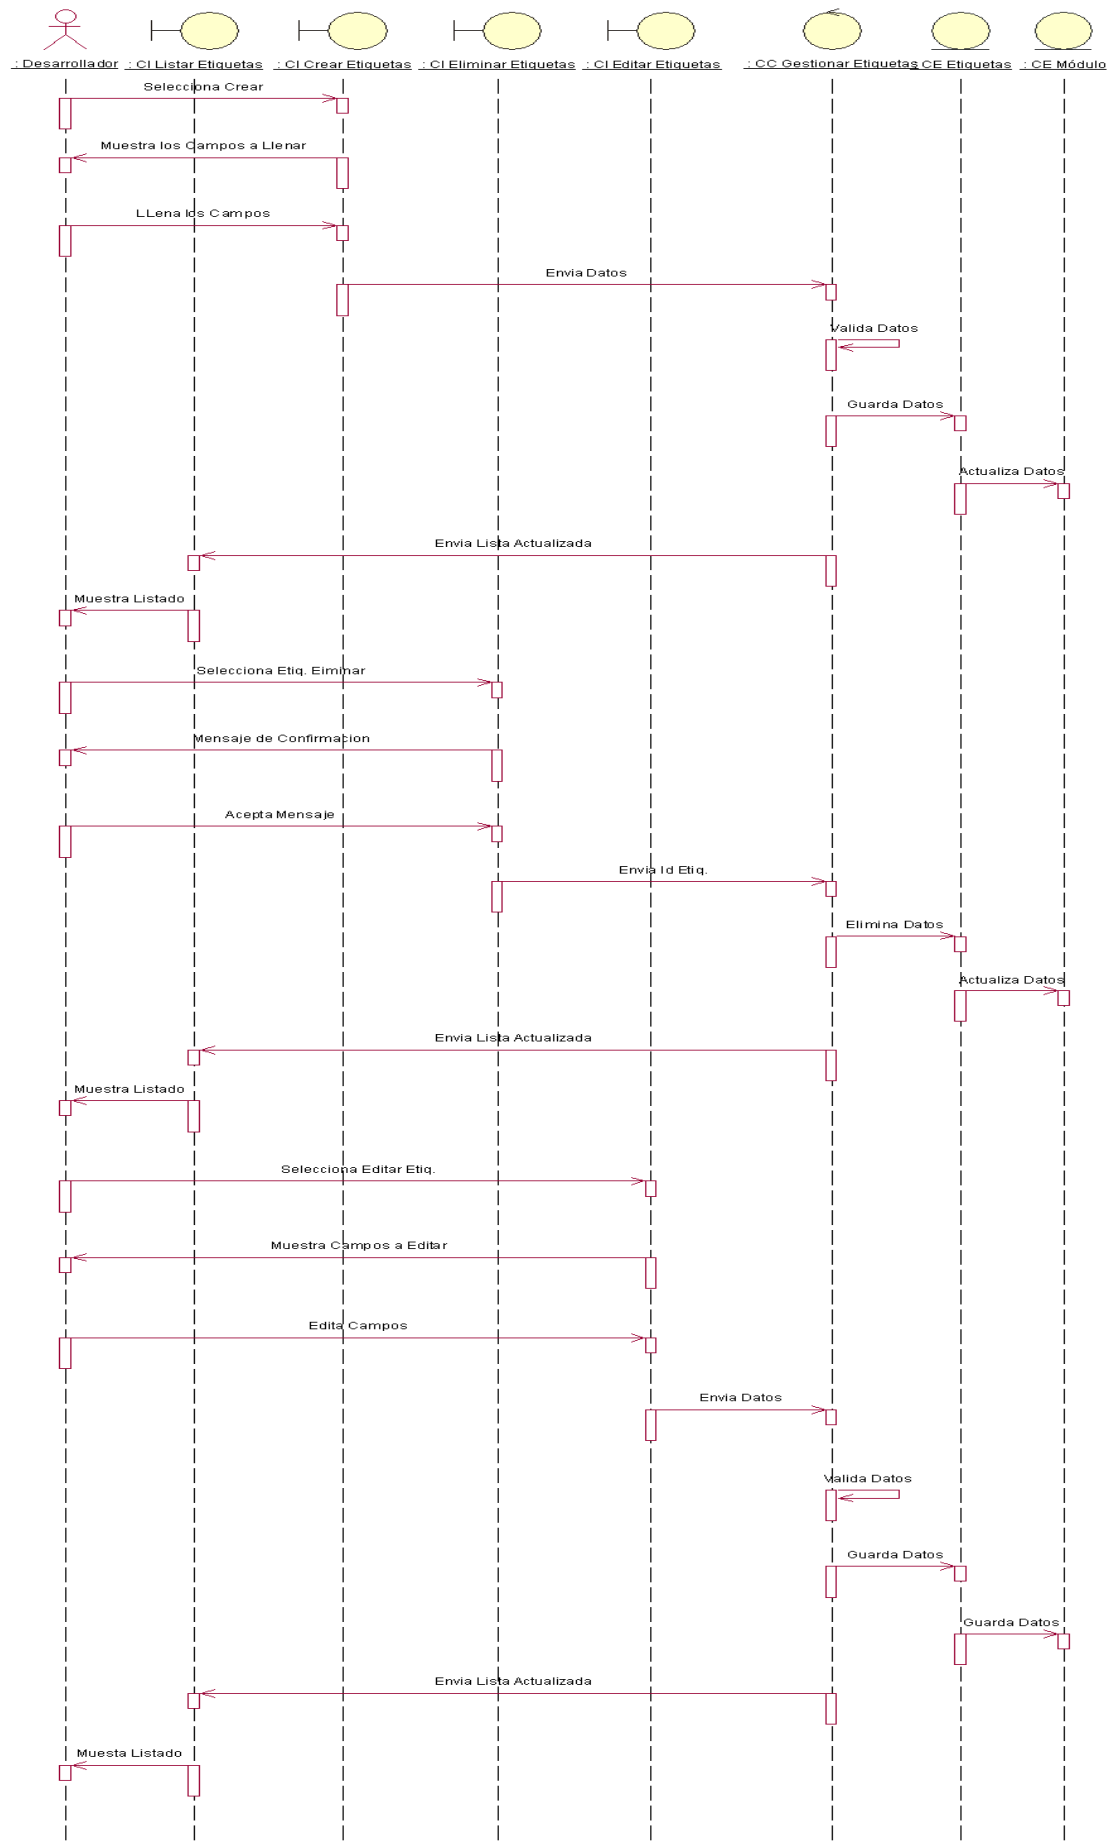 : Desarrollador
: CI Listar Etiquetas
: CI Crear Etiquetas
: CI Eliminar Etiquetas
: CI Editar Etiquetas
: CC Gestionar Etiquetas
: CE Etiquetas
: CE Módulo
Selecciona Crear
Muestra los Campos a Llenar
LLena los Campos
Envia Datos
Valida Datos
Guarda Datos
Actualiza Datos
Envia Lista Actualizada
Muestra Listado
Selecciona Etiq. Eiminar
Mensaje de Confirmacion
Acepta Mensaje
Envia Id Etiq.
Elimina Datos
Actualiza Datos
Envia Lista Actualizada
Muestra Listado
Selecciona Editar Etiq.
Muestra Campos a Editar
Edita Campos
Envia Datos
Valida Datos
Guarda Datos
Guarda Datos
Envia Lista Actualizada
Muesta Listado